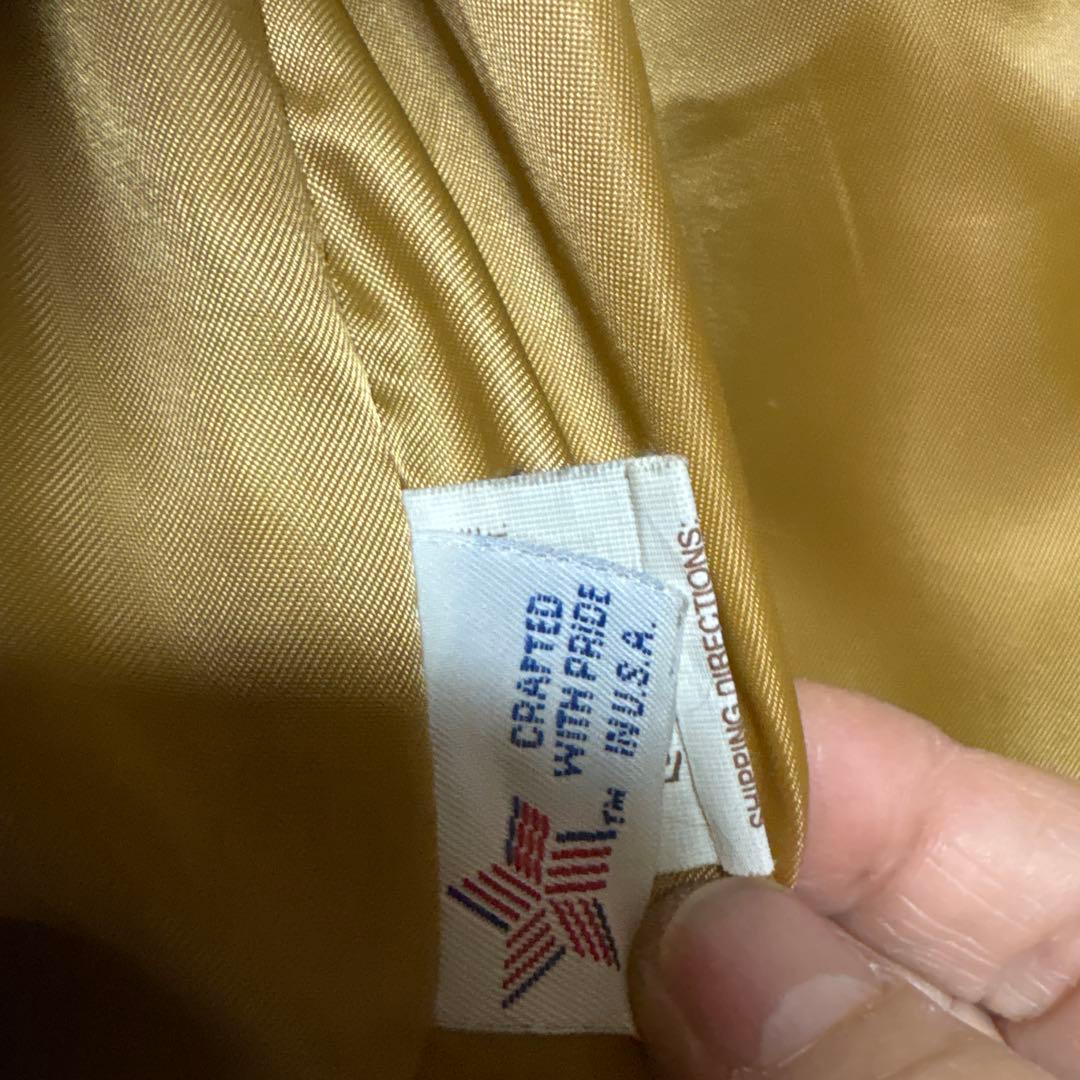 CRAFTED
WITH PRIDE
IN U.S.A.
TM
SHIPPING DIRECTIONS: